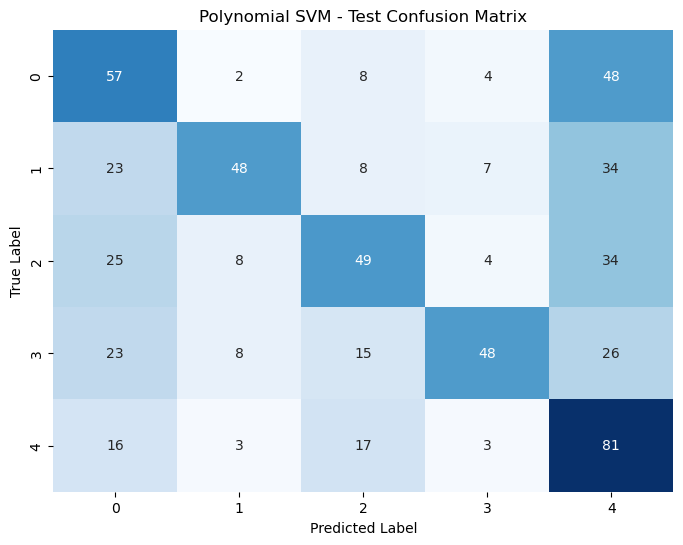 Polynomial SVM - Test Confusion Matrix
0 57 2 8 4 48
1 23 48 8 7 34
2 25 8 49 4 34
3 23 8 15 48 26
4 16 3 17 3 81
True Label
0 1 2 3 4
Predicted Label